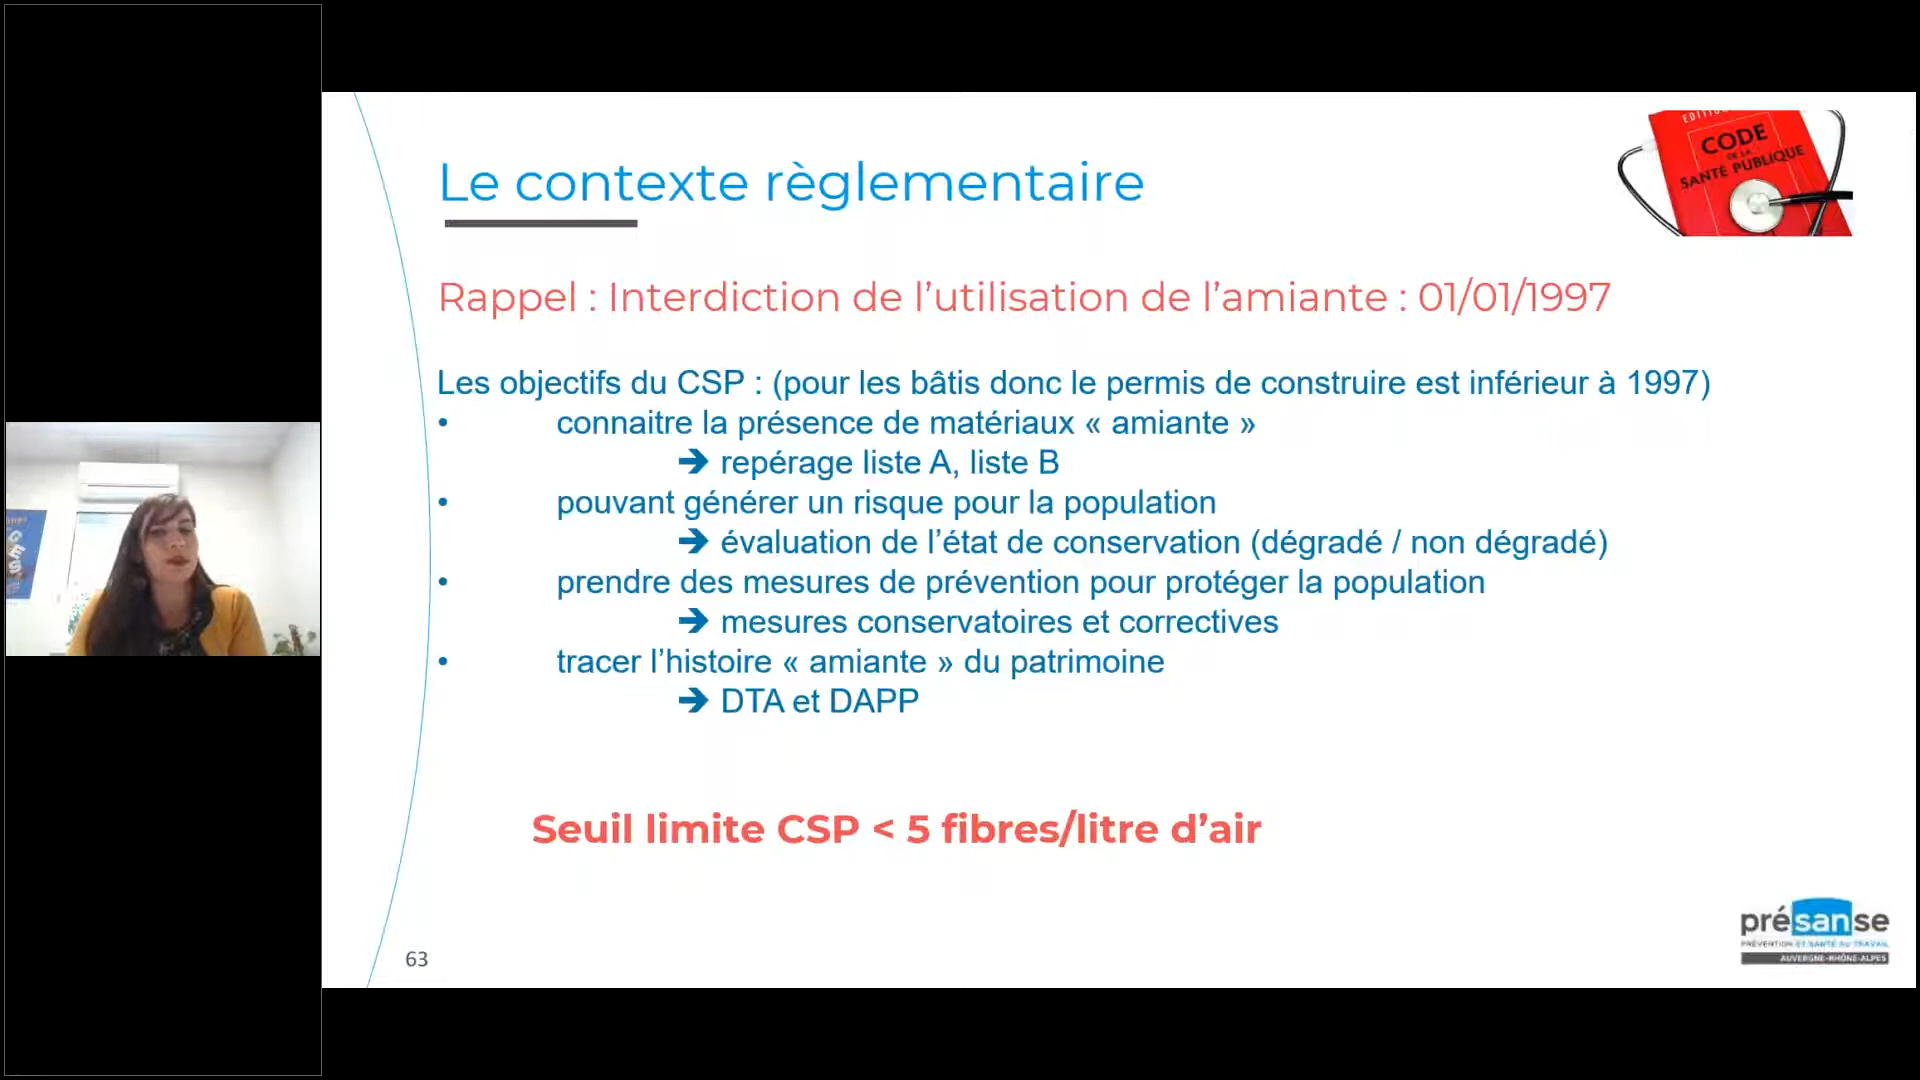 EDITIO
CODE
DE LA
SANTÉ PUBLIQUE
Le contexte règlementaire
Rappel : Interdiction de l’utilisation de l’amiante : 01/01/1997
Les objectifs du CSP : (pour les bâtis donc le permis de construire est inférieur à 1997)
• connaitre la présence de matériaux « amiante »
➔ repérage liste A, liste B
• pouvant générer un risque pour la population
➔ évaluation de l’état de conservation (dégradé / non dégradé)
• prendre des mesures de prévention pour protéger la population
➔ mesures conservatoires et correctives
• tracer l’histoire « amiante » du patrimoine
➔ DTA et DAPP
Seuil limite CSP < 5 fibres/litre d’air
présanse
PRÉVENTION ET SANTÉ AU TRAVAIL
AUVERGNE-RHÔNE-ALPES
63